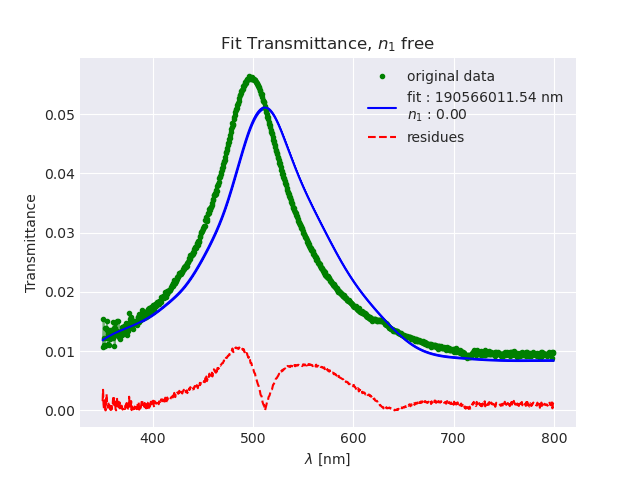 Fit Transmittance, n₁ free
original data
fit : 190566011.54 nm
n₁ : 0.00
residues
Transmittance
0.05
0.04
0.03
0.02
0.01
0.00
400
500
600
700
800
λ [nm]